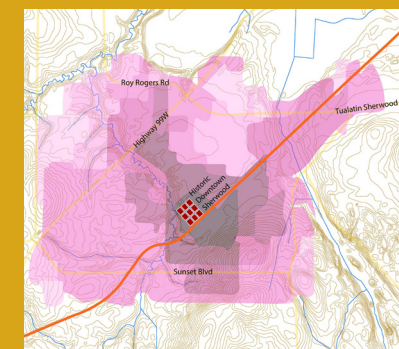 Roy Rogers Rd
Tualatin Sherwood
Highway 99W
Historic
Downtown
Sherwood
Sunset Blvd